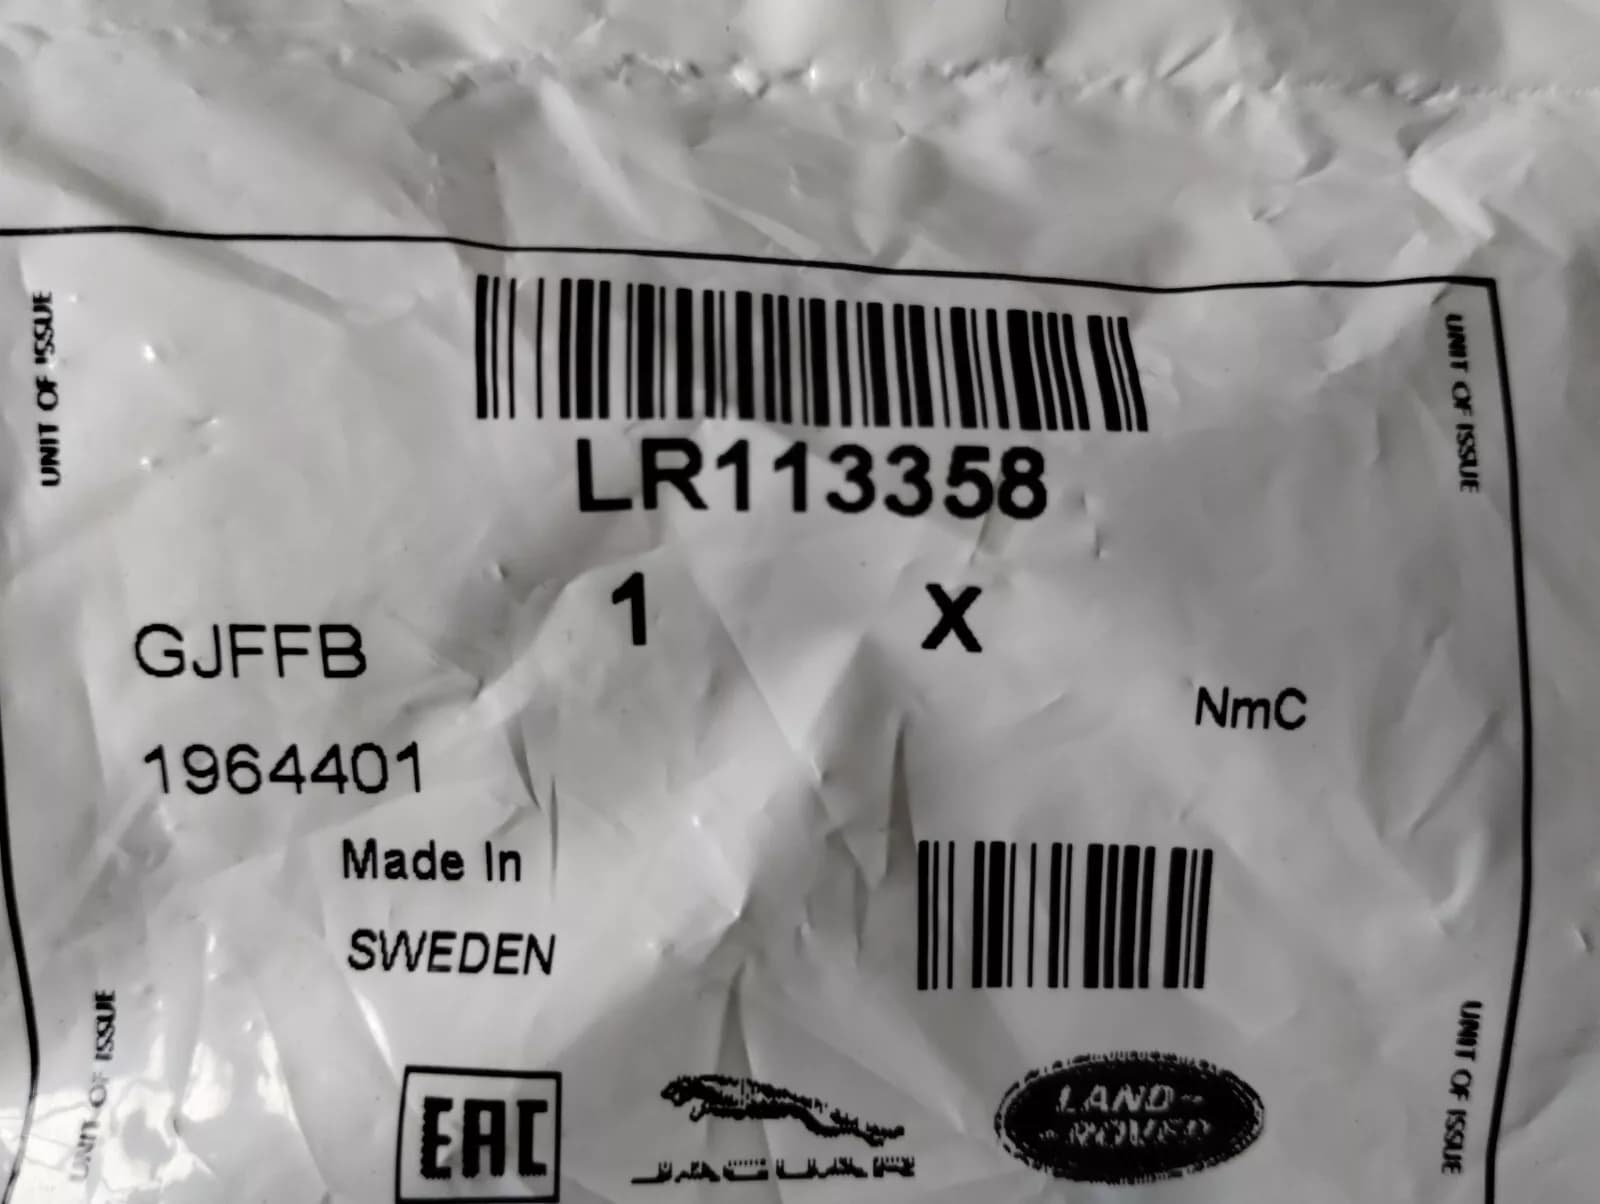 UNIT OF ISSUE
UNIT OF ISSUE
LR113358
1 X
GJFFB
NmC
1964401
Made In
SWEDEN
UNIT OF ISSUE
UNIT OF ISSUE
EAC
JAGUAR
LAND-
ROVER